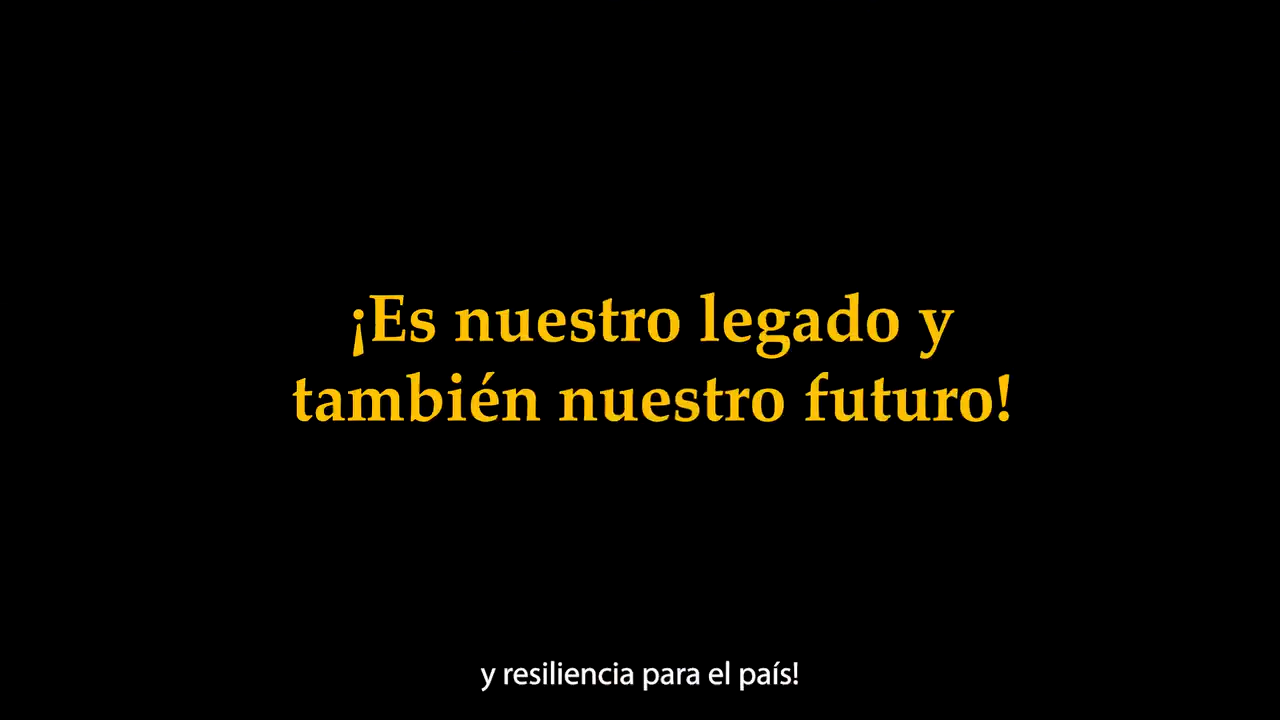 ¡Es nuestro legado y
también nuestro futuro!
y resiliencia para el país!